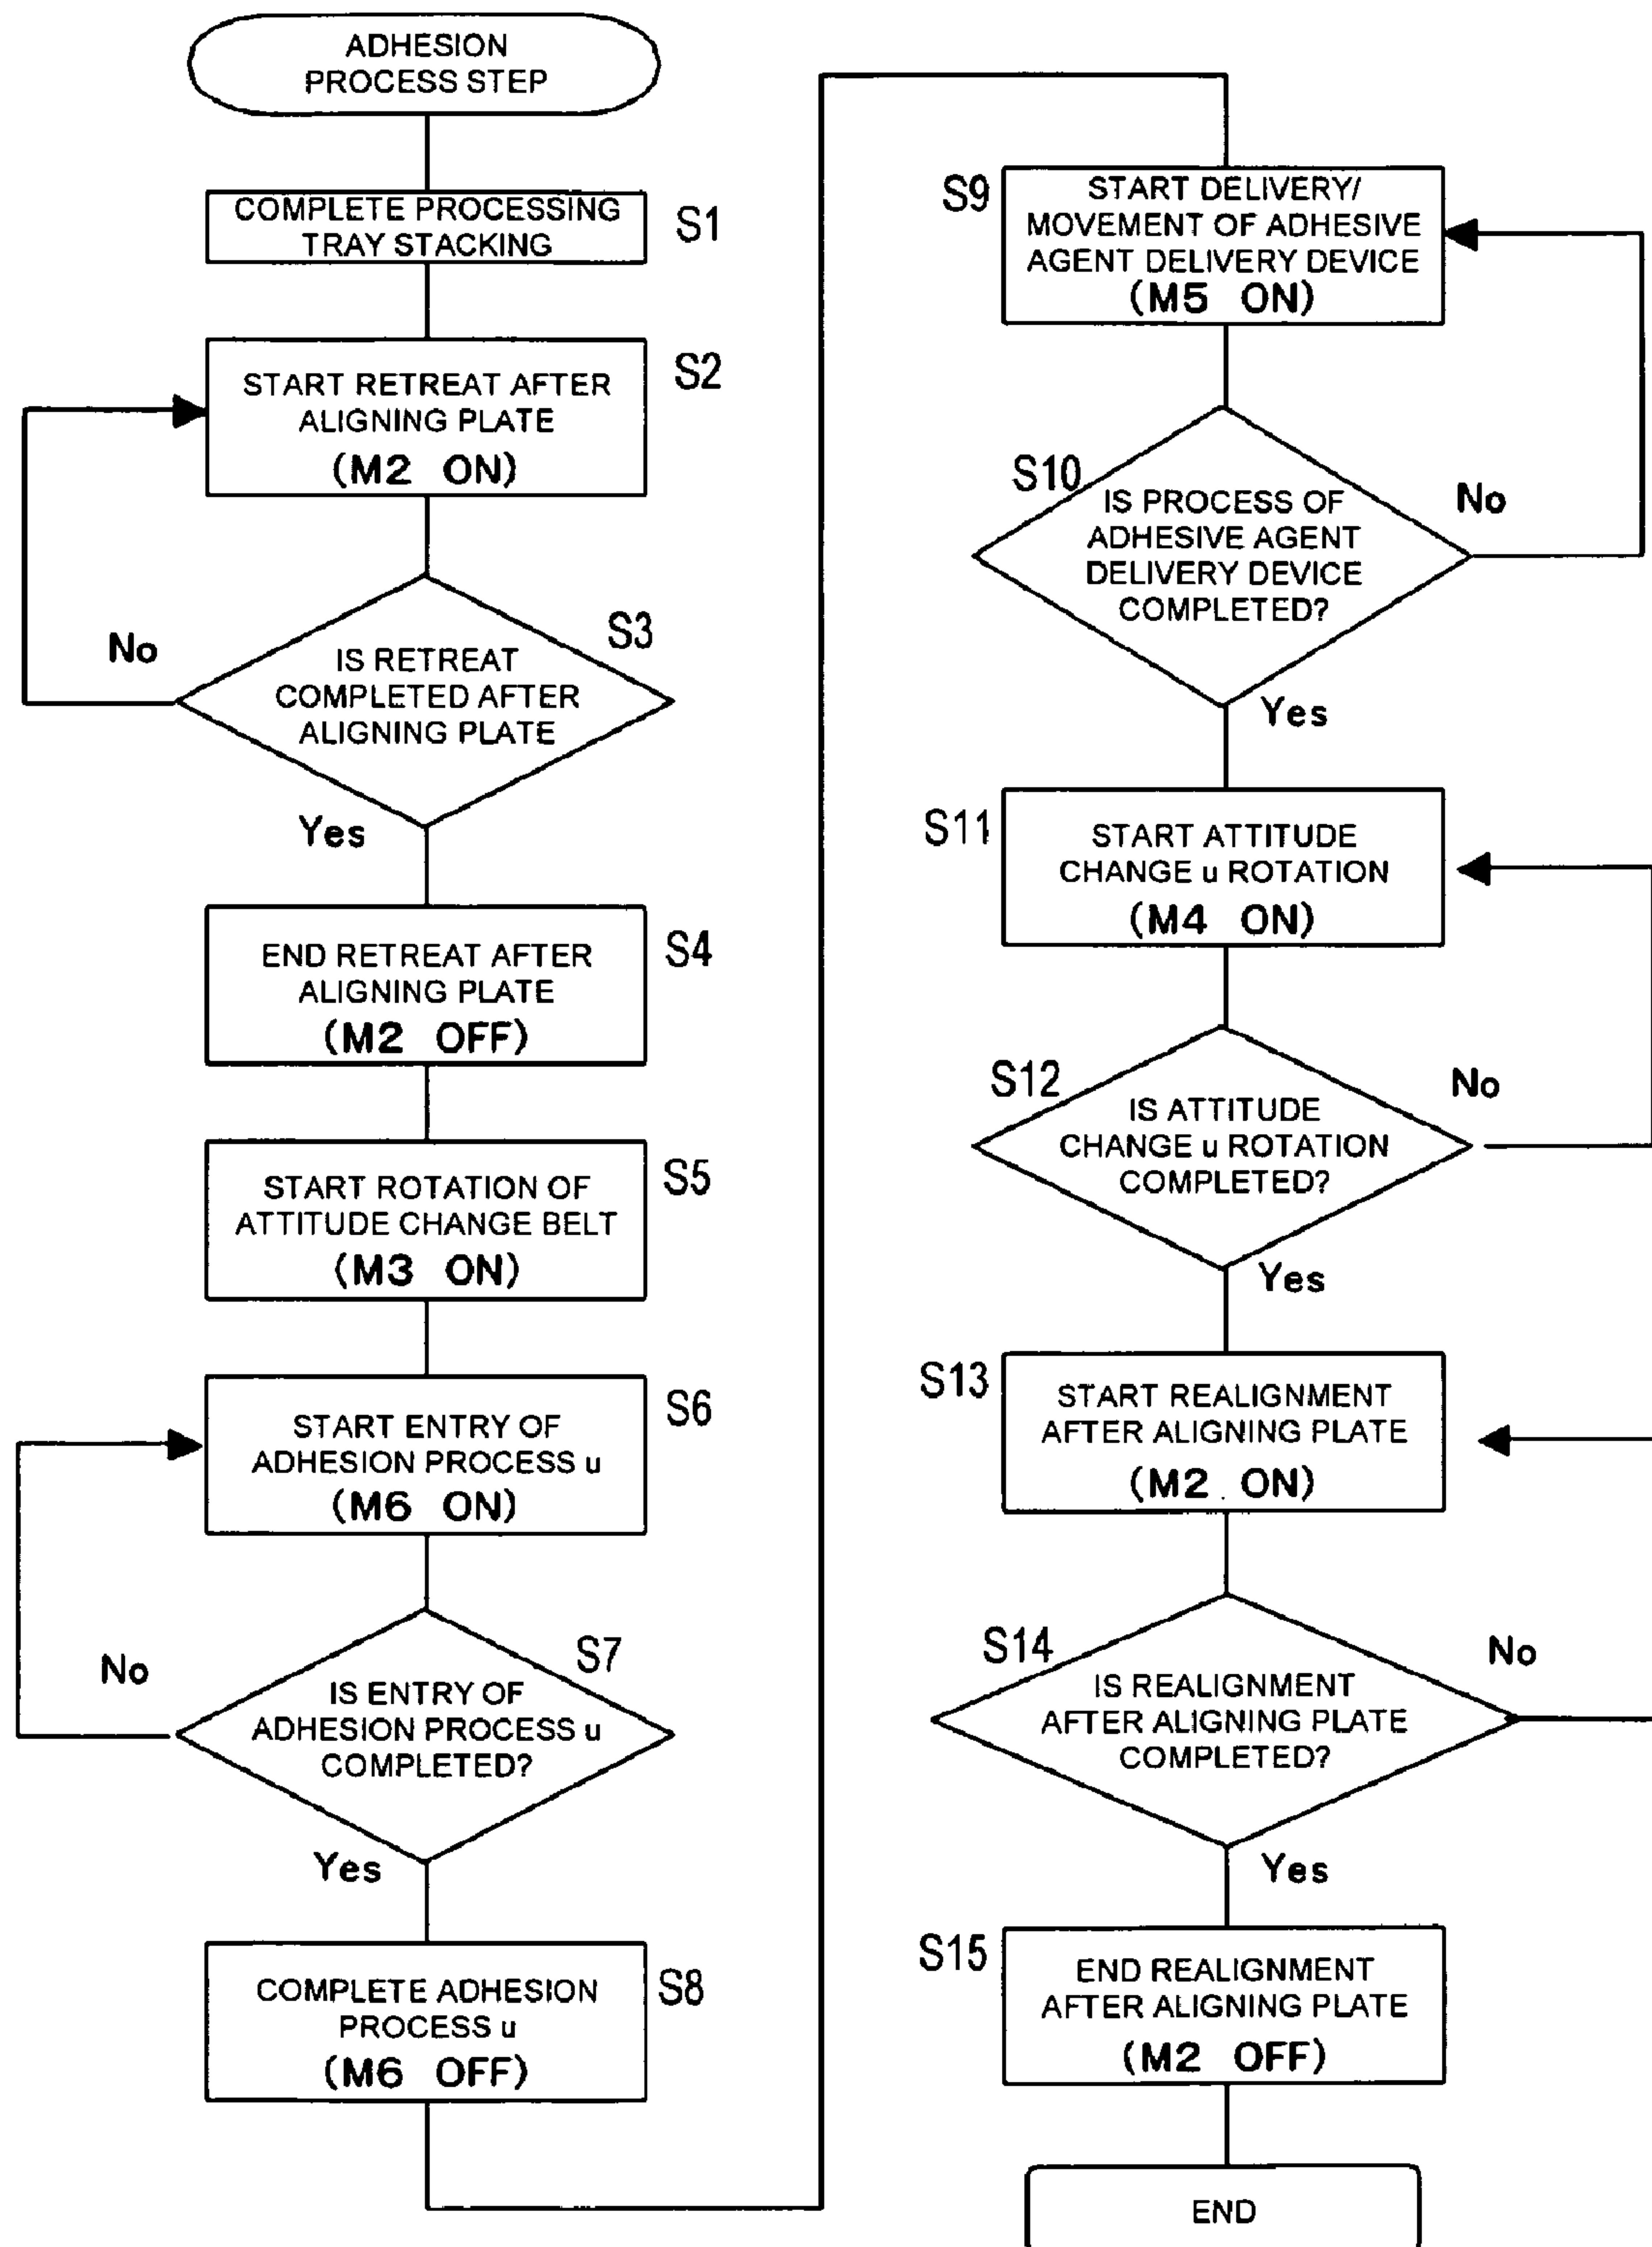 ADHESION
PROCESS STEP
COMPLETE PROCESSING
TRAY STACKING
S1
START RETREAT AFTER
ALIGNING PLATE
(M2 ON)
S2
IS RETREAT
COMPLETED AFTER
ALIGNING PLATE
S3
No
Yes
END RETREAT AFTER
ALIGNING PLATE
(M2 OFF)
S4
START ROTATION OF
ATTITUDE CHANGE BELT
(M3 ON)
S5
START ENTRY OF
ADHESION PROCESS u
(M6 ON)
S6
IS ENTRY OF
ADHESION PROCESS u
COMPLETED?
S7
No
Yes
COMPLETE ADHESION
PROCESS u
(M6 OFF)
S8
S9
START DELIVERY/
MOVEMENT OF ADHESIVE
AGENT DELIVERY DEVICE
(M5 ON)
S10
IS PROCESS OF
ADHESIVE AGENT
DELIVERY DEVICE
COMPLETED?
No
Yes
S11
START ATTITUDE
CHANGE u ROTATION
(M4 ON)
S12
IS ATTITUDE
CHANGE u ROTATION
COMPLETED?
No
Yes
S13
START REALIGNMENT
AFTER ALIGNING PLATE
(M2 ON)
S14
IS REALIGNMENT
AFTER ALIGNING PLATE
COMPLETED?
No
Yes
S15
END REALIGNMENT
AFTER ALIGNING PLATE
(M2 OFF)
END